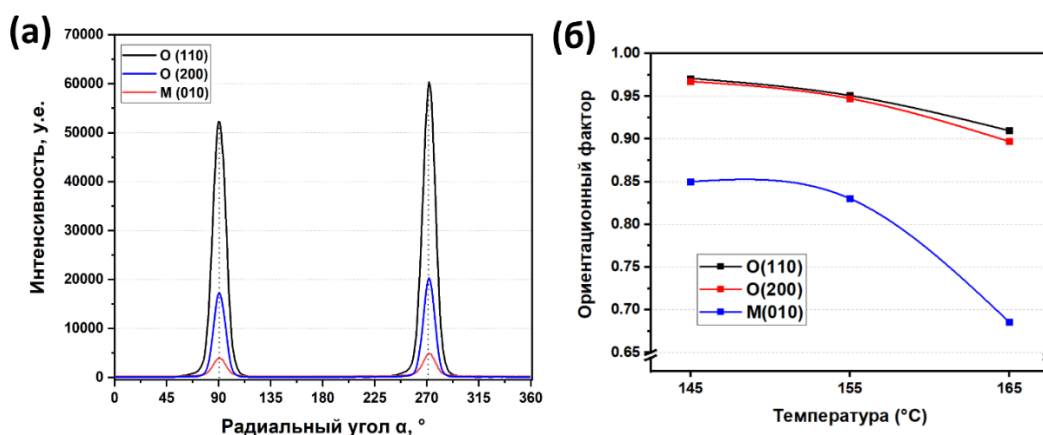 (а)
70000
60000
50000
40000
30000
20000
10000
0
O (110)
O (200)
M (010)
Интенсивность, у.е.
0 45 90 135 180 225 270 315 360
Радиальный угол α, °
(б)
1.00
0.95
0.90
0.85
0.80
0.75
0.70
0.65
O(110)
O(200)
M(010)
Ориентационный фактор
145 155 165
Температура (°C)